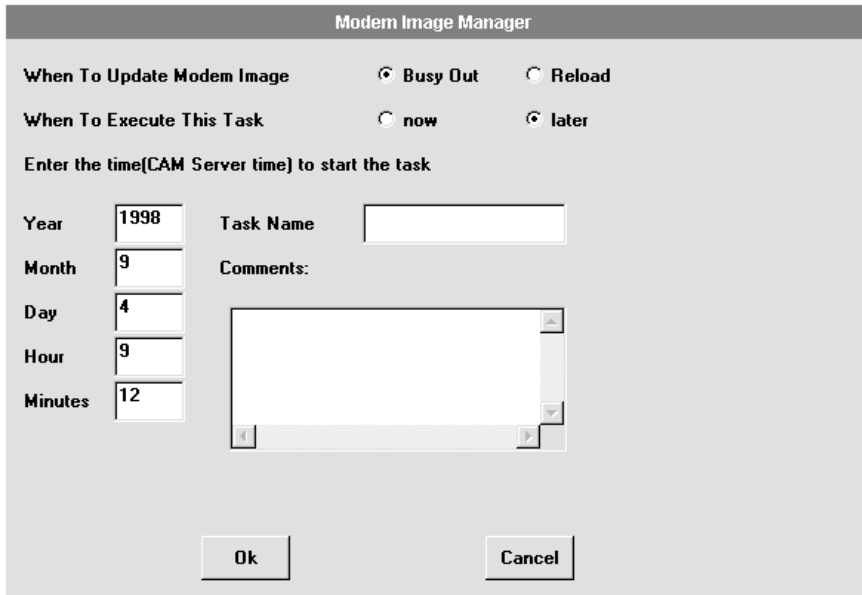 Modem Image Manager
When To Update Modem Image Busy Out Reload
When To Execute This Task now later
Enter the time(CAM Server time) to start the task
Year 1998 Task Name
Month 9 Comments:
Day 4
Hour 9
Minutes 12
Ok Cancel